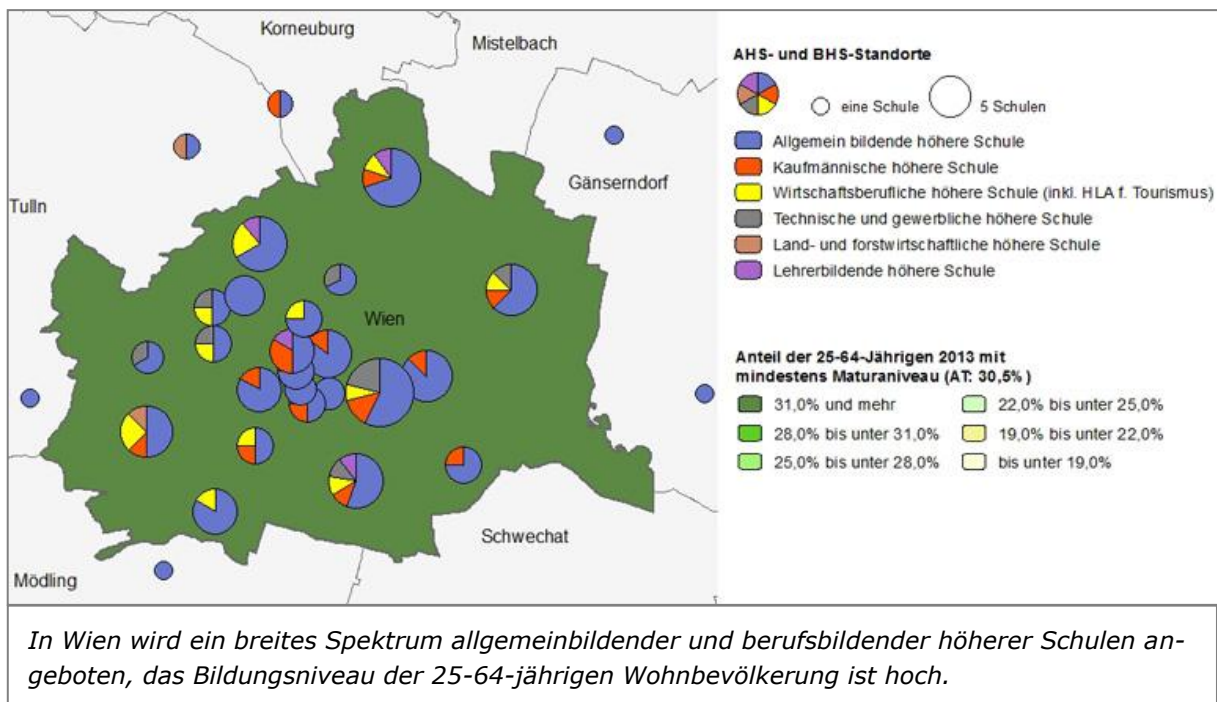 Korneuburg
Mistelbach
Gänserndorf
Tulln
Wien
Schwechat
Mödling
AHS- und BHS-Standorte
eine Schule
5 Schulen
Allgemein bildende höhere Schule
Kaufmännische höhere Schule
Wirtschaftsberufliche höhere Schule (inkl. HLA f. Tourismus)
Technische und gewerbliche höhere Schule
Land- und forstwirtschaftliche höhere Schule
Lehrerbildende höhere Schule
Anteil der 25-64-Jährigen 2013 mit
mindestens Maturaniveau (AT: 30,5% )
31,0% und mehr
22,0% bis unter 25,0%
28,0% bis unter 31,0%
19,0% bis unter 22,0%
25,0% bis unter 28,0%
bis unter 19,0%
In Wien wird ein breites Spektrum allgemeinbildender und berufsbildender höherer Schulen an-
geboten, das Bildungsniveau der 25-64-jährigen Wohnbevölkerung ist hoch.